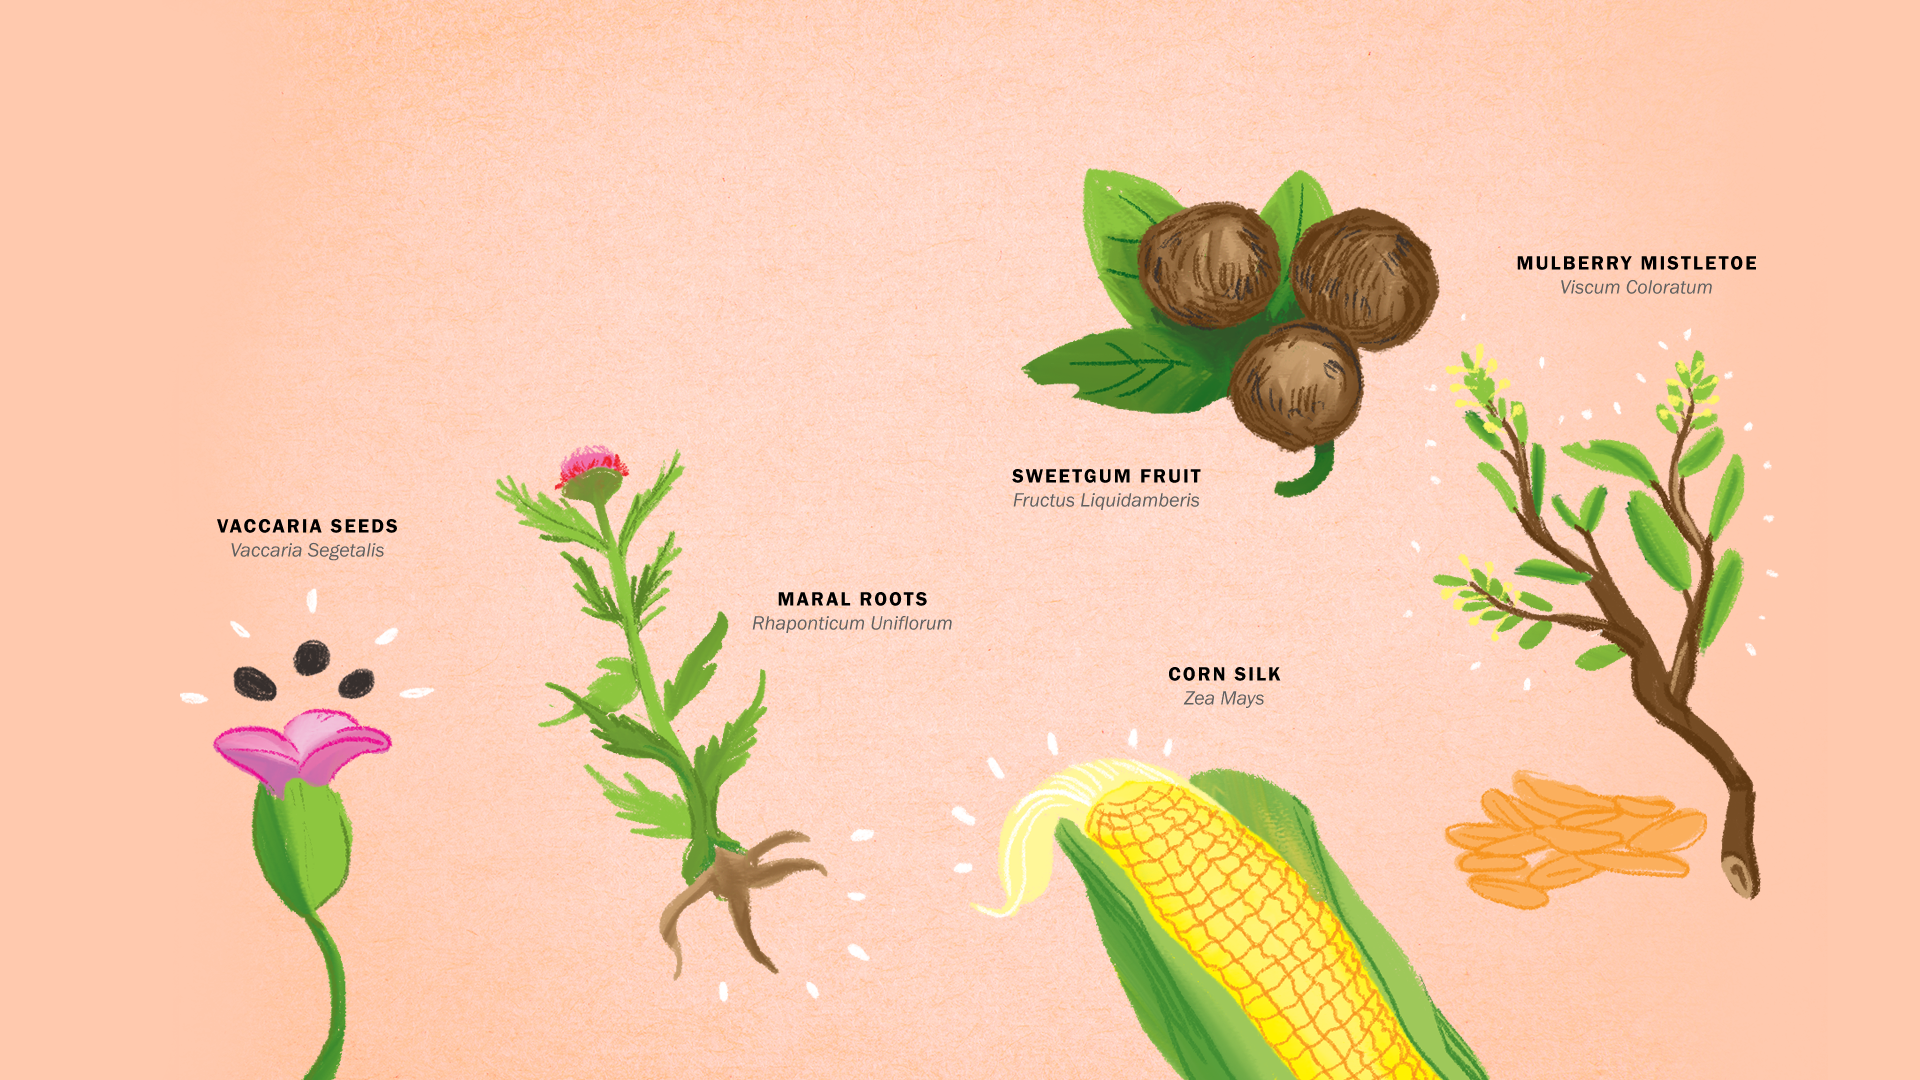 MULBERRY MISTLETOE
Viscum Coloratum
SWEETGUM FRUIT
Fructus Liquidamberis
VACCARIA SEEDS
Vaccaria Segetalis
MARAL ROOTS
Rhaponticum Uniflorum
CORN SILK
Zea Mays